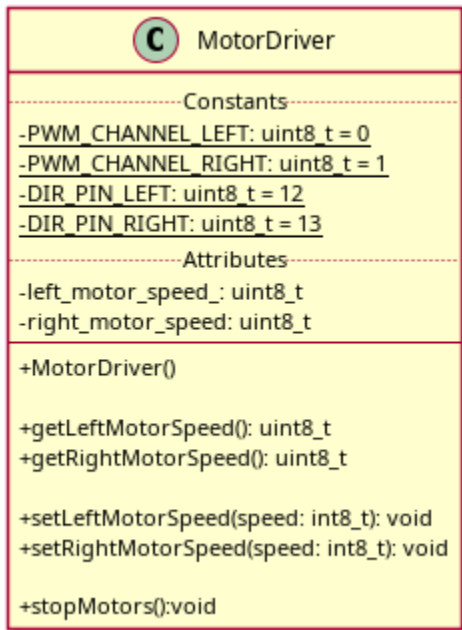 C MotorDriver
Constants
-PWM_CHANNEL_LEFT: uint8_t = 0
-PWM_CHANNEL_RIGHT: uint8_t = 1
-DIR_PIN_LEFT: uint8_t = 12
-DIR_PIN_RIGHT: uint8_t = 13
Attributes
-left_motor_speed_: uint8_t
-right_motor_speed: uint8_t
+MotorDriver()
+getLeftMotorSpeed(): uint8_t
+getRightMotorSpeed(): uint8_t
+setLeftMotorSpeed(speed: int8_t): void
+setRightMotorSpeed(speed: int8_t): void
+stopMotors():void